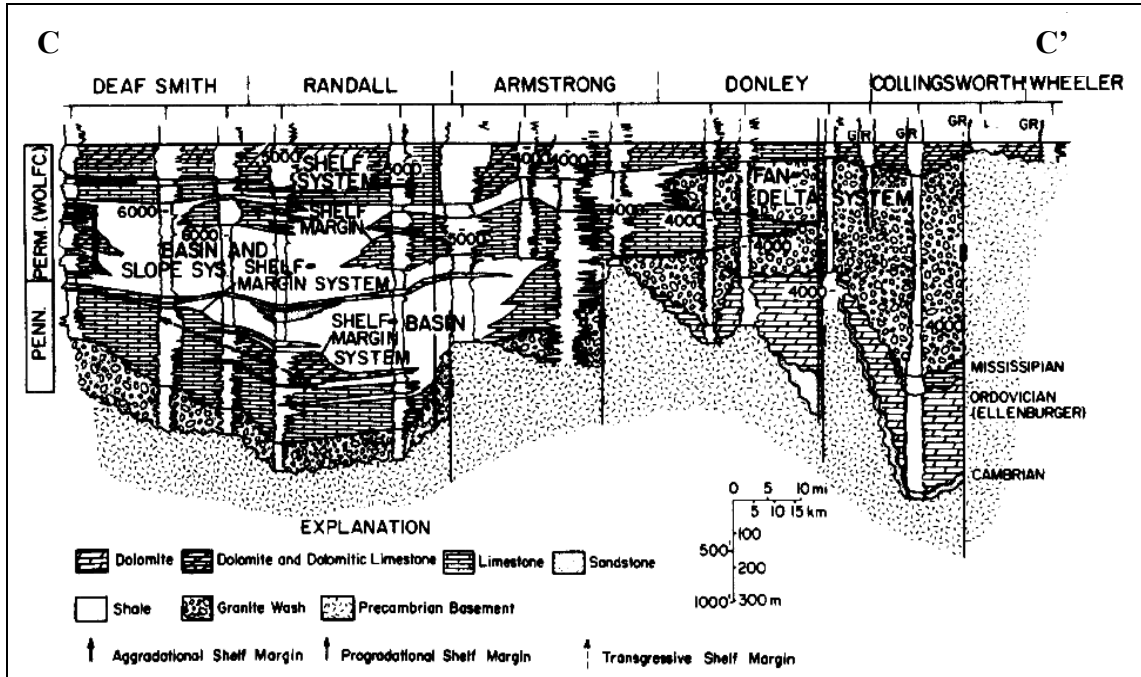 C C’
DEAF SMITH RANDALL ARMSTRONG DONLEY COLLINGSWORTH WHEELER
GR GR GR GR
PERM. (WOLFC.)
PENN.
5000 SHELF SYSTEM 5000 4000 4000
6000 SHELF MARGIN 6000 5000 4000 4000 4000
FAN-DELTA SYSTEM
BASIN AND SLOPE SYS.
SHELF-MARGIN SYSTEM
4000
SHELF-MARGIN SYSTEM
BASIN
4000
MISSISSIPIAN
ORDOVICIAN
(ELLENBURGER)
CAMBRIAN
0 5 10 mi
5 10 15 km
100
500 200
1000' 300 m
EXPLANATION
Dolomite Dolomite and Dolomitic Limestone Limestone Sandstone
Shale Granite Wash Precambrian Basement
Aggradational Shelf Margin Progradational Shelf Margin Transgressive Shelf Margin